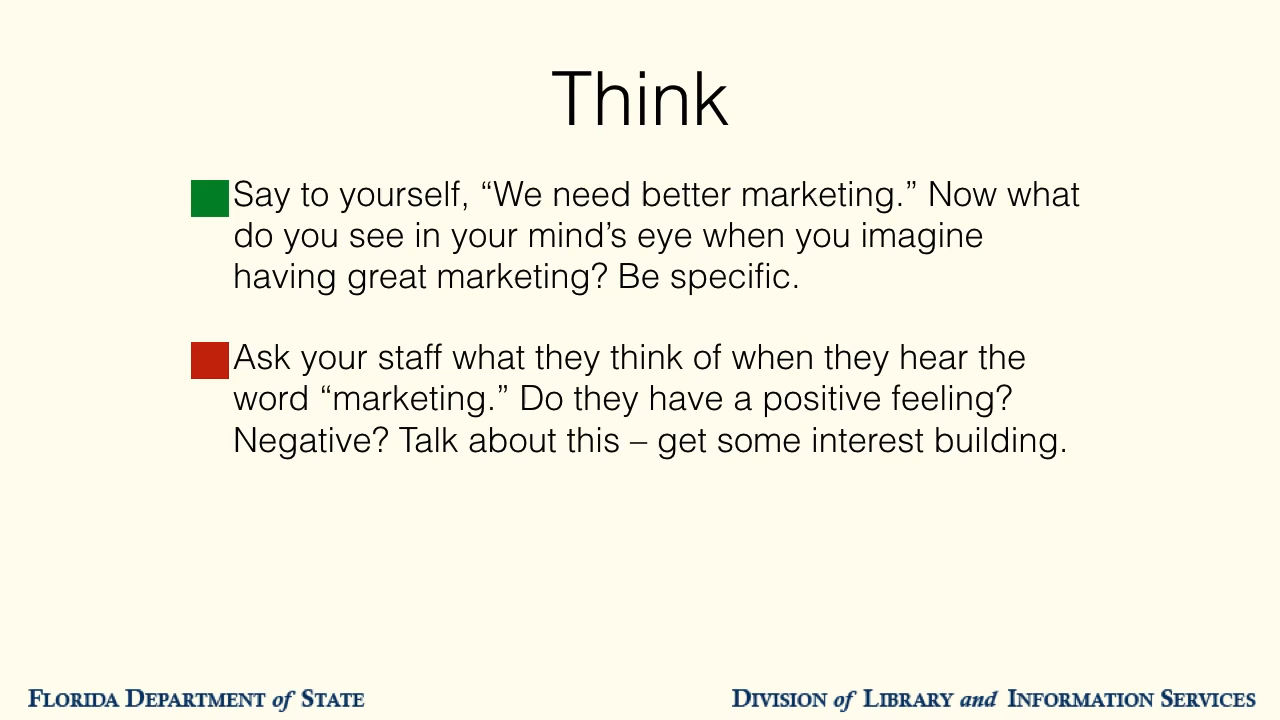 Think
Say to yourself, “We need better marketing.” Now what
do you see in your mind’s eye when you imagine
having great marketing? Be specific.
Ask your staff what they think of when they hear the
word “marketing.” Do they have a positive feeling?
Negative? Talk about this – get some interest building.
FLORIDA DEPARTMENT of STATE
DIVISION of LIBRARY and INFORMATION SERVICES